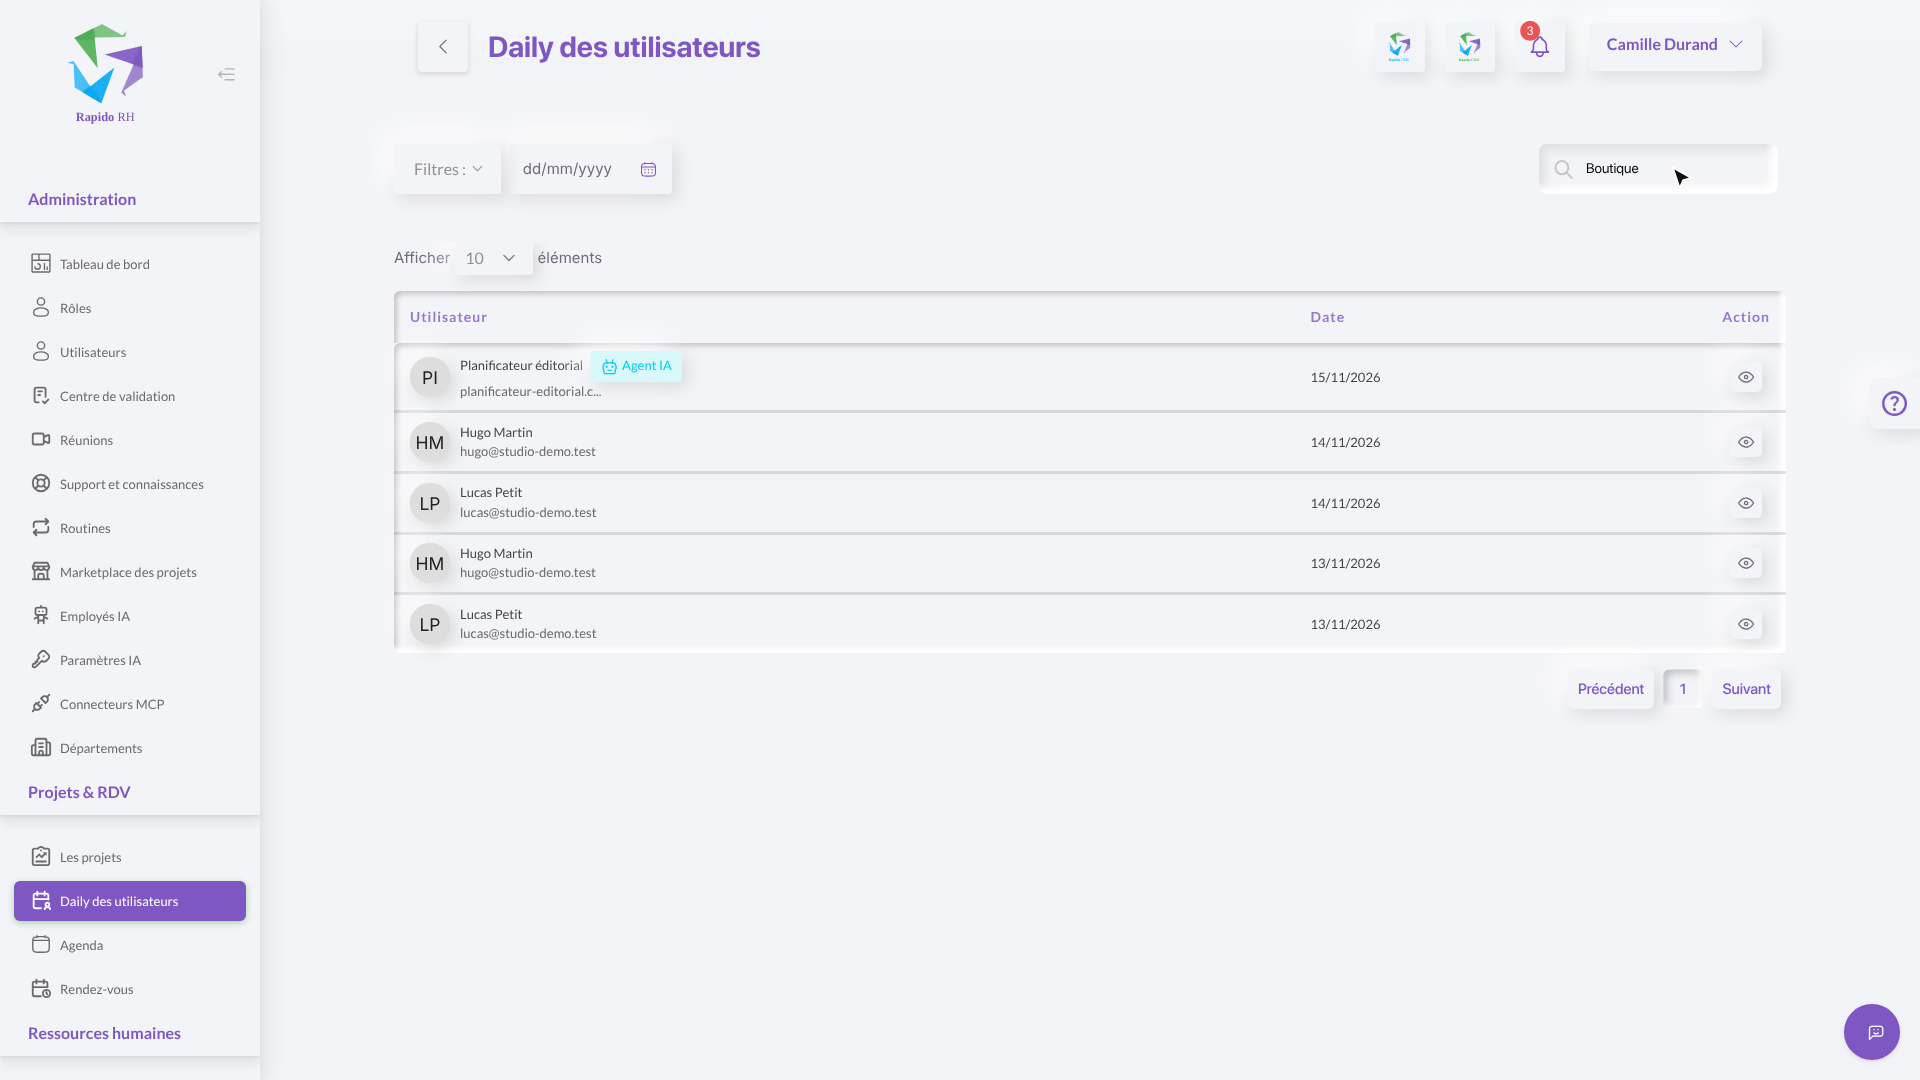 Rapido RH
Daily des utilisateurs
Rapido RH
Rapido RH
3
Camille Durand
Filtres :
dd/mm/yyyy
Boutique
Afficher 10 éléments
Utilisateur Date Action
PI Planificateur éditorial Agent IA
planificateur-editorial.c... 15/11/2026
HM Hugo Martin
hugo@studio-demo.test 14/11/2026
LP Lucas Petit
lucas@studio-demo.test 14/11/2026
HM Hugo Martin
hugo@studio-demo.test 13/11/2026
LP Lucas Petit
lucas@studio-demo.test 13/11/2026
Précédent 1 Suivant
Administration
Tableau de bord
Rôles
Utilisateurs
Centre de validation
Réunions
Support et connaissances
Routines
Marketplace des projets
Employés IA
Paramètres IA
Connecteurs MCP
Départements
Projets & RDV
Les projets
Daily des utilisateurs
Agenda
Rendez-vous
Ressources humaines